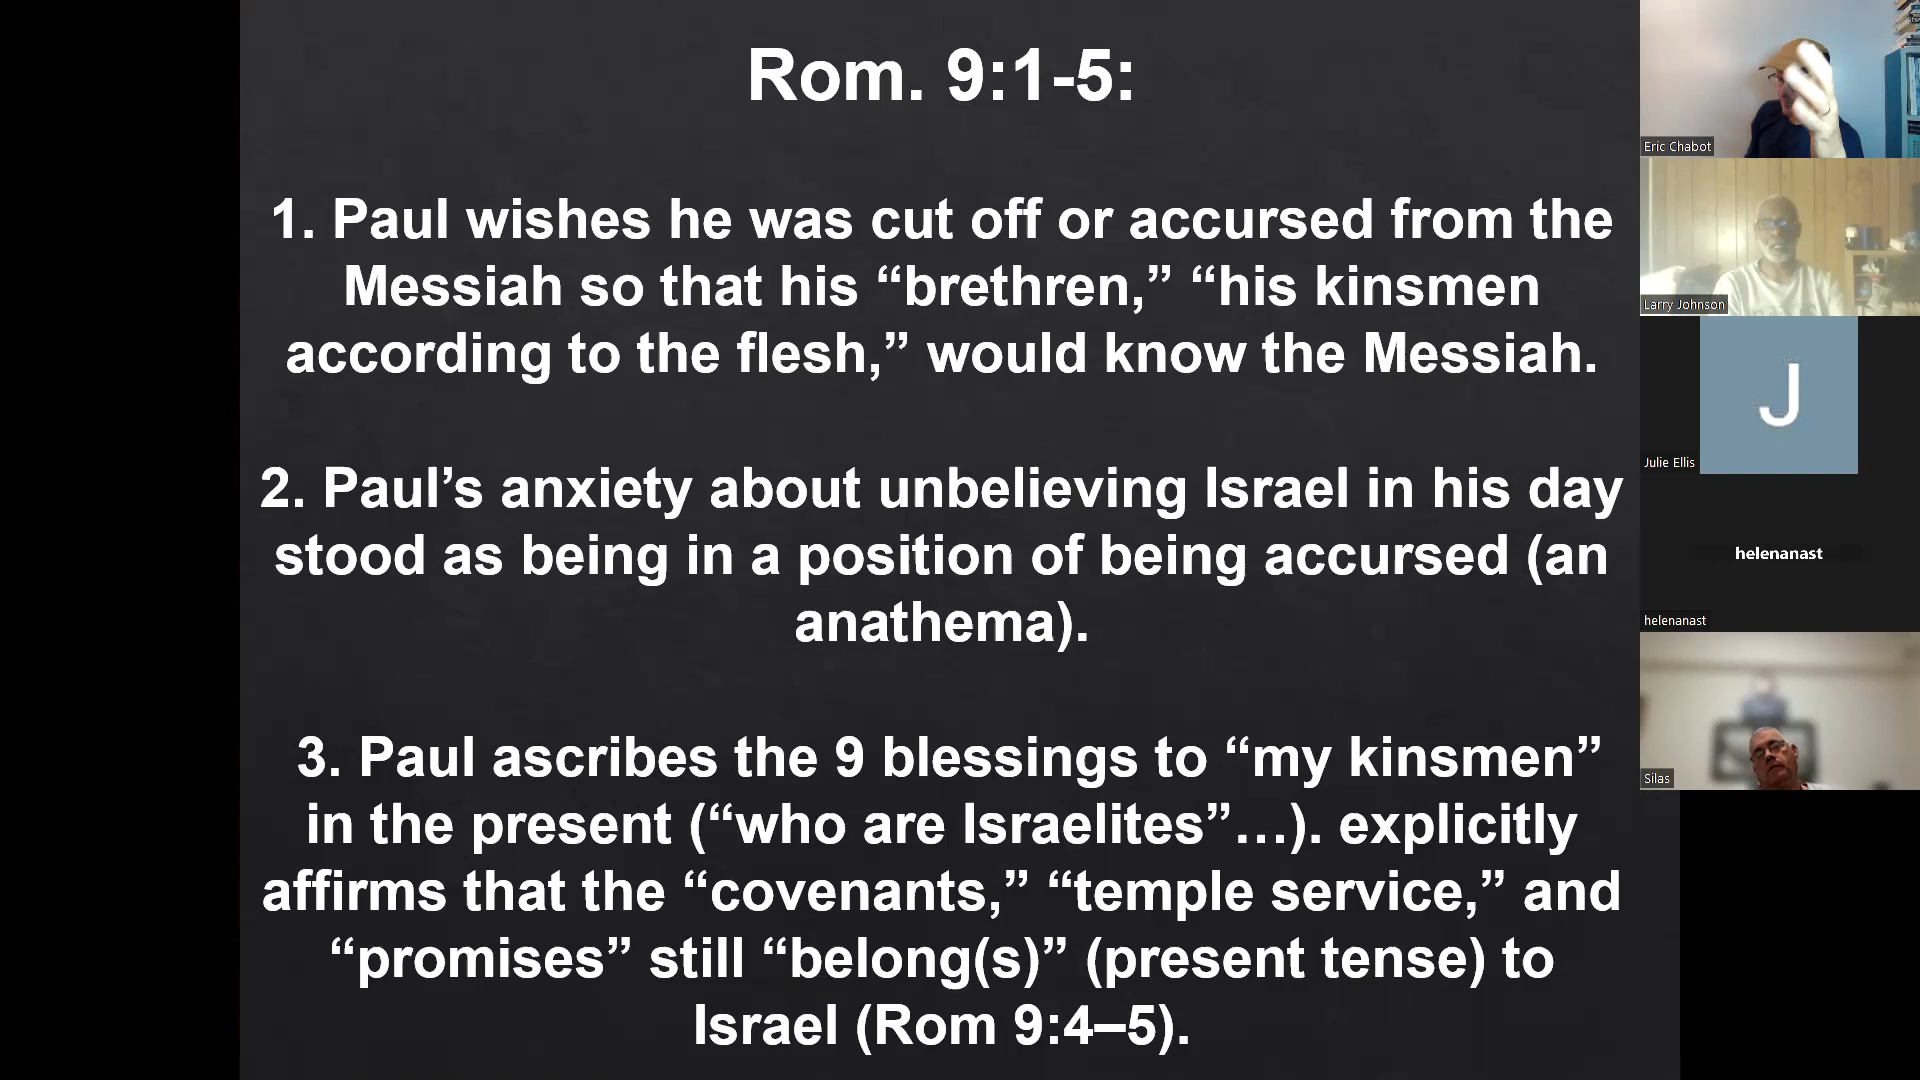 Rom. 9:1-5:
1. Paul wishes he was cut off or accursed from the
Messiah so that his “brethren,” “his kinsmen
according to the flesh,” would know the Messiah.
2. Paul’s anxiety about unbelieving Israel in his day
stood as being in a position of being accursed (an
anathema).
3. Paul ascribes the 9 blessings to “my kinsmen”
in the present (“who are Israelites”…). explicitly
affirms that the “covenants,” “temple service,” and
“promises” still “belong(s)” (present tense) to
Israel (Rom 9:4–5).
Eric Chabot
Larry Johnson
J
Julie Ellis
helenanast
helenanast
Silas